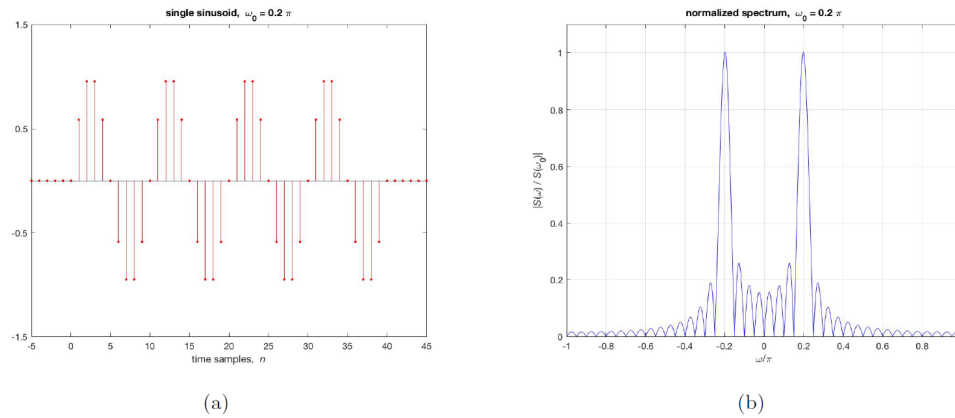 single sinusoid, ω0 = 0.2 π
1.5
0.5
-0.5
-1.5
-5 0 5 10 15 20 25 30 35 40 45
time samples, n
(a)
normalized spectrum, ω0 = 0.2 π
|S(ω) / S(ω0)|
1
0.8
0.6
0.4
0.2
0
-1 -0.8 -0.6 -0.4 -0.2 0 0.2 0.4 0.6 0.8
ω/π
(b)